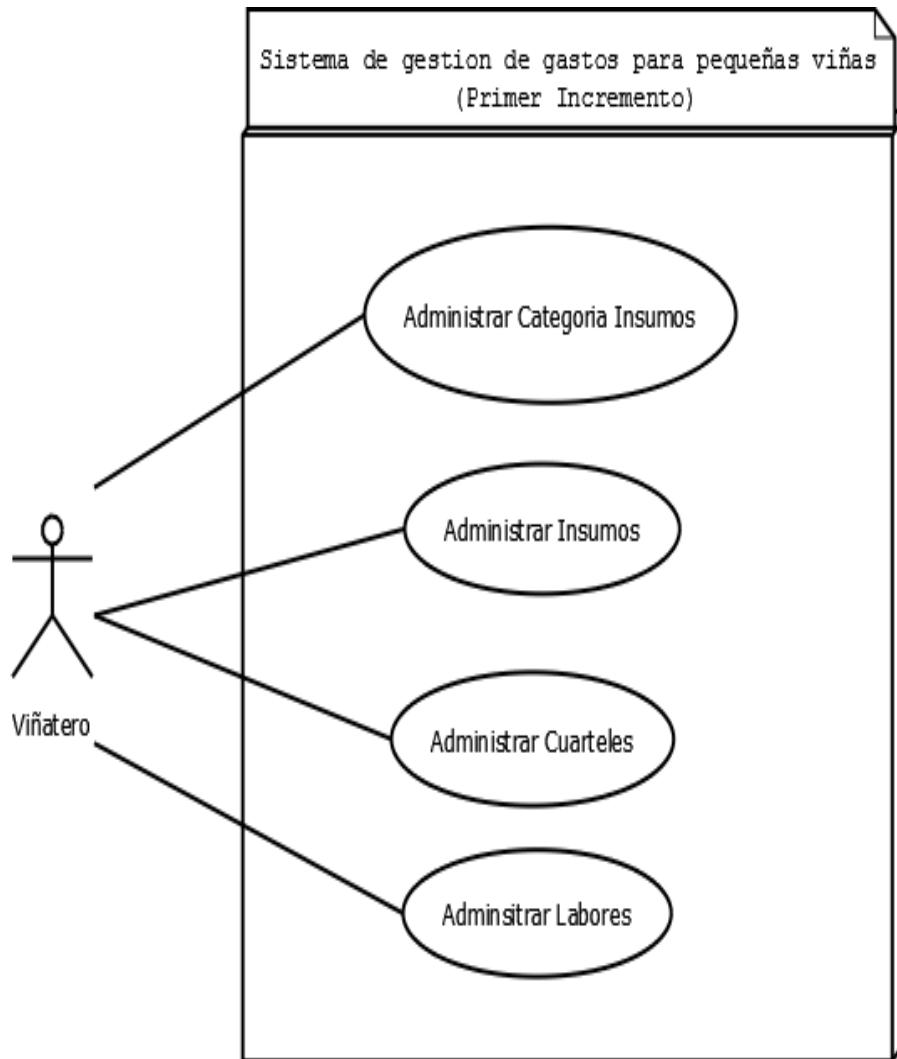 Sistema de gestion de gastos para pequeñas viñas
(Primer Incremento)
Administrar Categoria Insumos
Administrar Insumos
Viñatero
Administrar Cuarteles
Adminsitrar Labores